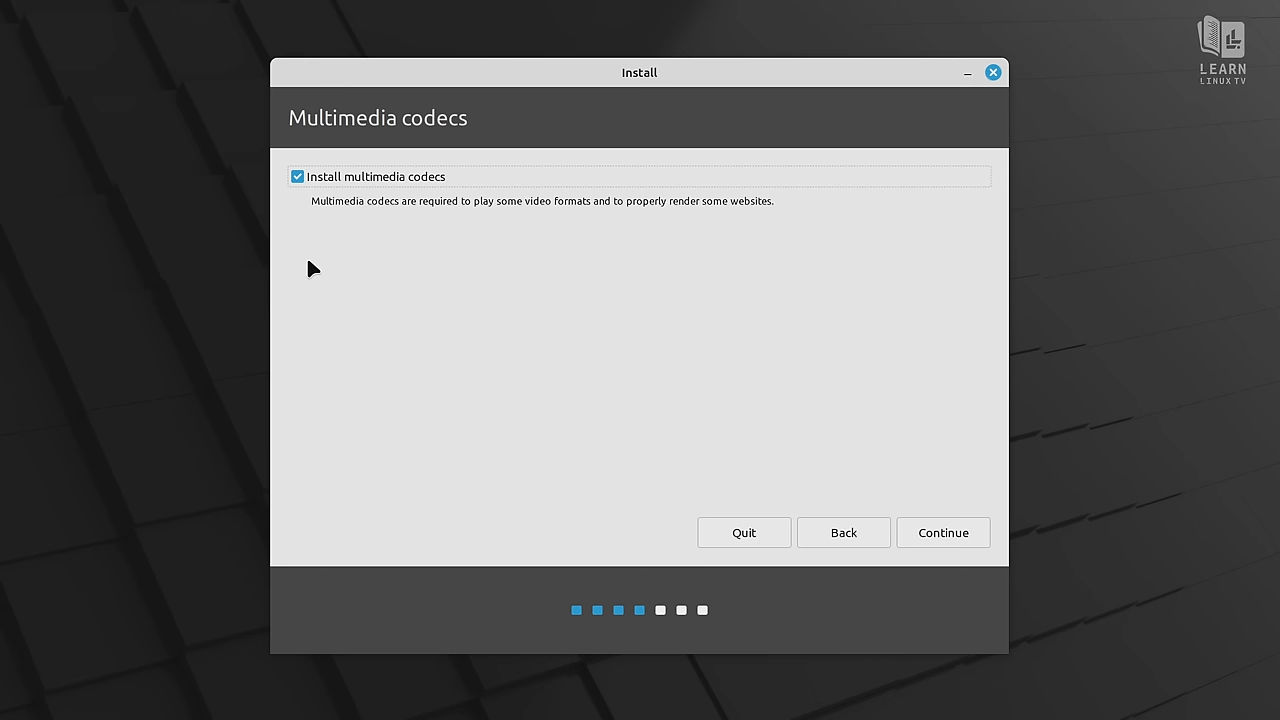 Install
LEARN
LINUX TV
Multimedia codecs
Install multimedia codecs
Multimedia codecs are required to play some video formats and to properly render some websites.
Quit
Back
Continue